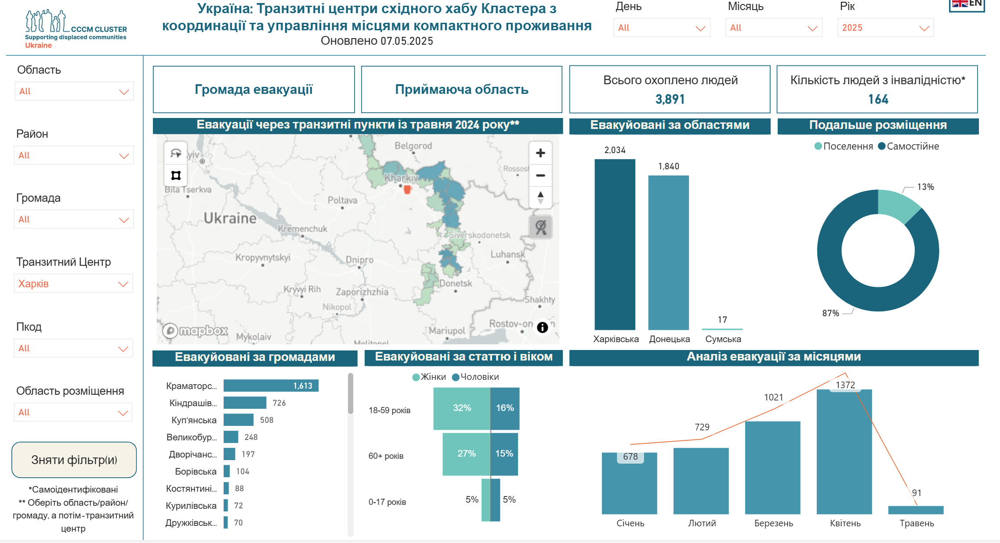 Україна: Транзитні центри східного хабу Кластера з
координації та управління місцями компактного проживання
Оновлено 07.05.2025
CCCM CLUSTER
Supporting displaced communities
Ukraine
День
All
Місяць
All
Рік
2025
EN
Область
All
Район
All
Громада
All
Транзитний Центр
Харків
Пкод
All
Область розміщення
All
Зняти фільтр(и)
*Самоідентифіковані
** Оберіть область/район/
громаду, а потім-транзитний
центр
Громада евакуації
Приймаюча область
Всього охоплено людей
3,891
Кількість людей з інвалідністю*
164
Евакуації через транзитні пункти із травня 2024 року**
Belgorod
yiv
Rossosh
Kharkiv
Bila Tserkva
Poltava
Ukraine
Kremenchuk
Siverskodonetsk
Kropyvnytskyi
Dnipro
Luhansk
Donetsk
Kryvyi Rih
Zaporizhzhia
Shakhty
Nikopol
Rostov-on
n
Mariupol
mapbox
Mykolaiv
Melitopol
Евакуйовані за областями
2,034
1,840
17
Харківська
Донецька
Сумська
Подальше розміщення
Поселення
Самостійне
13%
87%
Евакуйовані за громадами
Краматорс... 1,613
Кіндрашів... 726
Куп'янська 508
Великобур... 248
Дворічанс... 197
Борівська 104
Костянтині... 88
Курилівська 72
Дружківськ... 70
Евакуйовані за статтю і віком
Жінки
Чоловіки
18-59 років 32% 16%
60+ років 27% 15%
0-17 років 5% 5%
Аналіз евакуації за місяцями
678
729
1021
1372
91
Січень
Лютий
Березень
Квітень
Травень